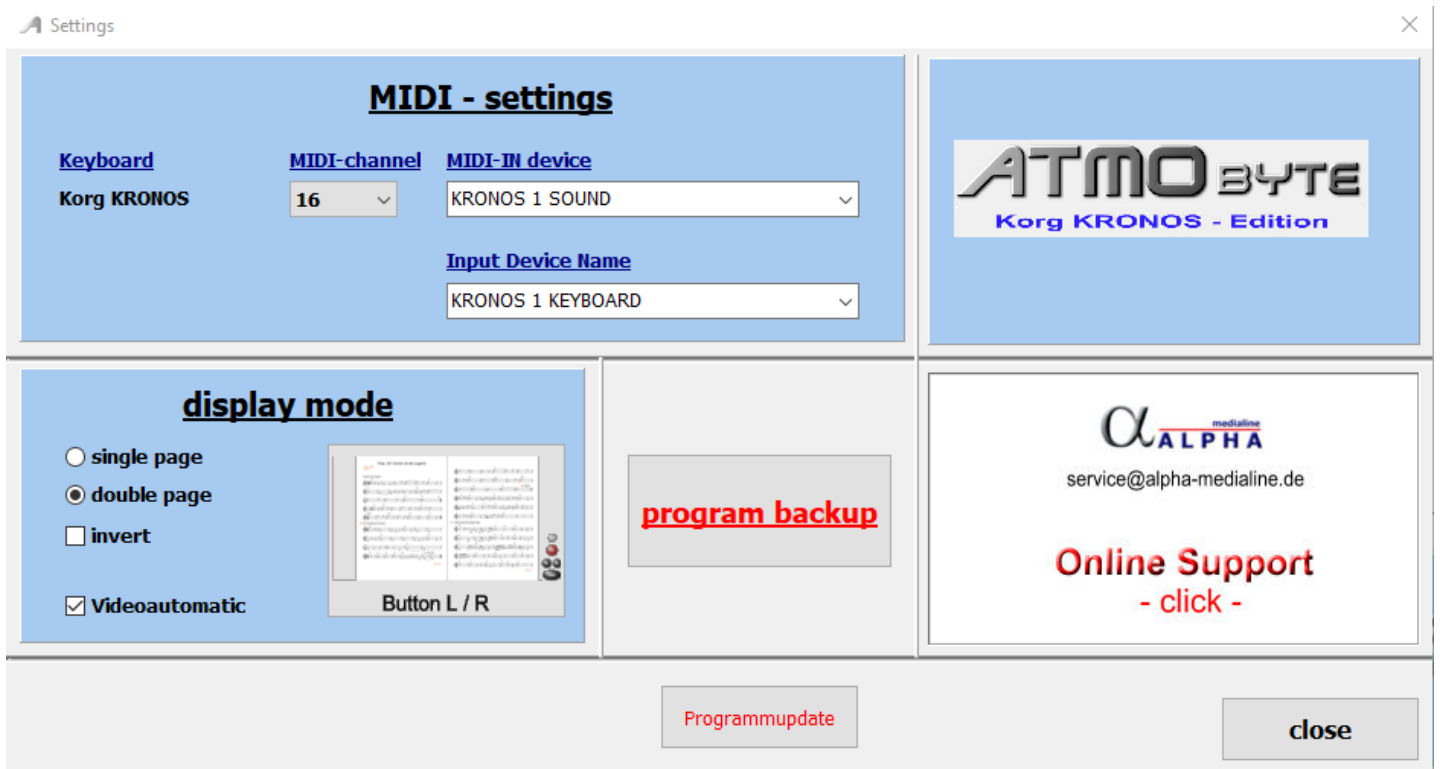 Settings
MIDI - settings
Keyboard
MIDI-channel
MIDI-IN device
Korg KRONOS
16
KRONOS 1 SOUND
Input Device Name
KRONOS 1 KEYBOARD
ATMO BYTE
Korg KRONOS - Edition
display mode
single page
double page
invert
Videoautomatic
Button L / R
program backup
α medialine
ALPHA
service@alpha-medialine.de
Online Support
- click -
Programmupdate
close